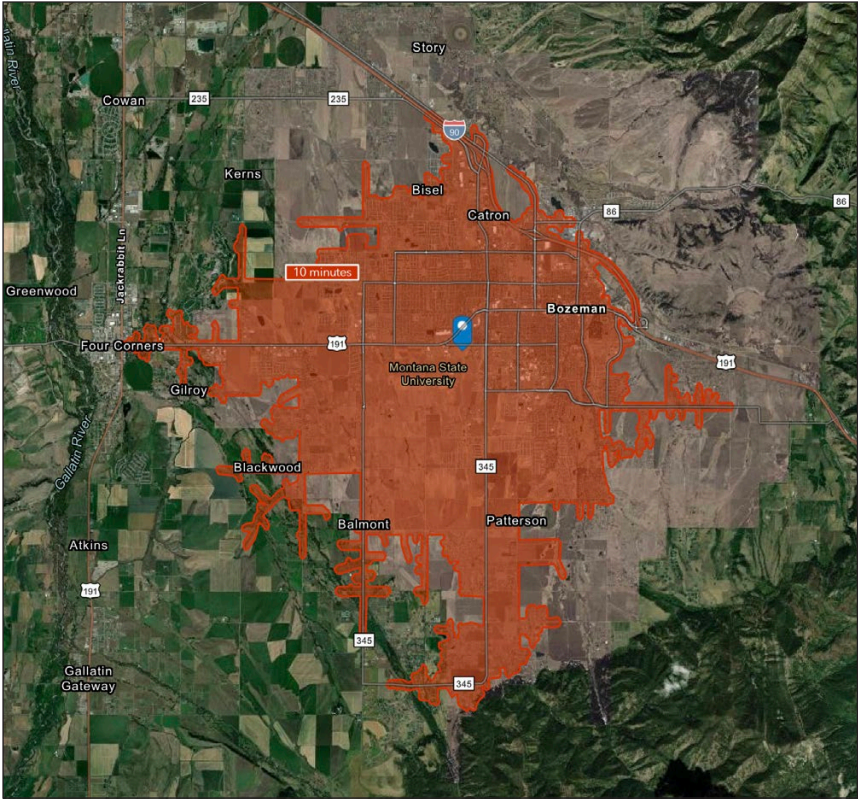 Story
Cowan
235
235
90
Kerns
Bisel
Catron
86
86
Jackrabbit Ln
10 minutes
Greenwood
Bozeman
Four Corners
191
191
Montana State
University
Gilroy
345
Gallatin River
Blackwood
Balmont
Patterson
Atkins
191
345
Gallatin
Gateway
345